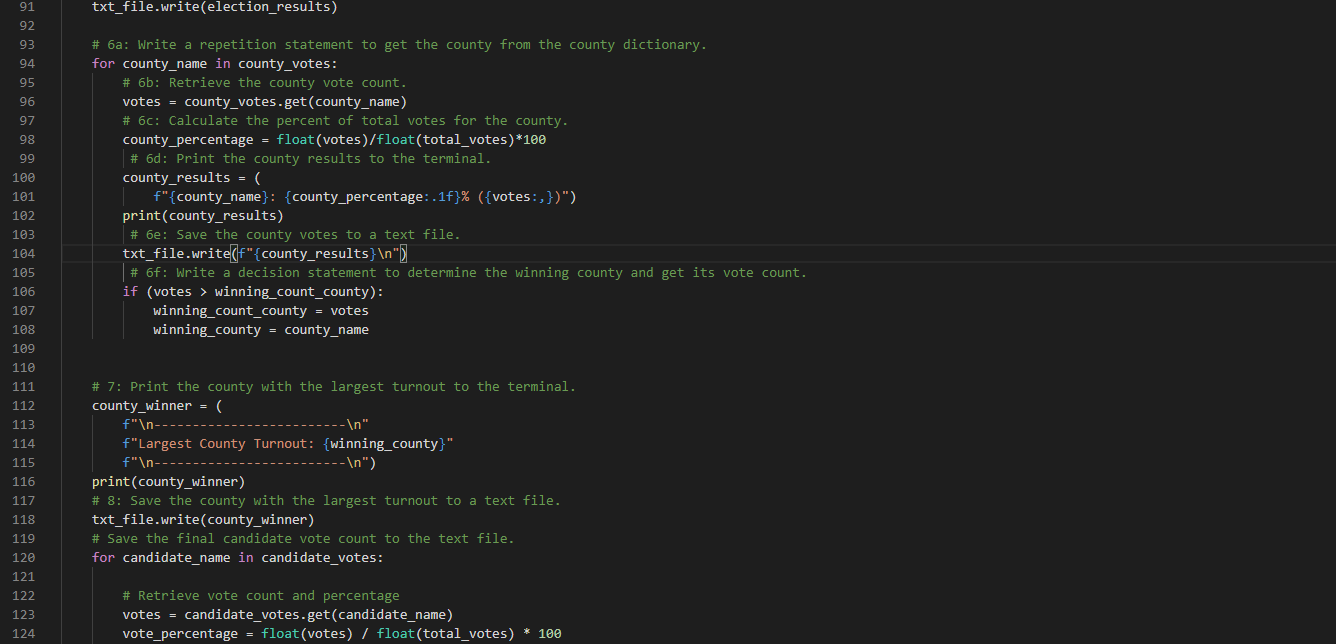 91 txt_file.write(election_results)
92
93 # 6a: Write a repetition statement to get the county from the county dictionary.
94 for county_name in county_votes:
95 # 6b: Retrieve the county vote count.
96 votes = county_votes.get(county_name)
97 # 6c: Calculate the percent of total votes for the county.
98 county_percentage = float(votes)/float(total_votes)*100
99 # 6d: Print the county results to the terminal.
100 county_results = (
101 f"{county_name}: {county_percentage:.1f}% ({votes:,})")
102 print(county_results)
103 # 6e: Save the county votes to a text file.
104 txt_file.write(f"{county_results}\n")
105 # 6f: Write a decision statement to determine the winning county and get its vote count.
106 if (votes > winning_count_county):
107 winning_count_county = votes
108 winning_county = county_name
109
110
111 # 7: Print the county with the largest turnout to the terminal.
112 county_winner = (
113 f"\n-------------------------\n"
114 f"Largest County Turnout: {winning_county}"
115 f"\n-------------------------\n")
116 print(county_winner)
117 # 8: Save the county with the largest turnout to a text file.
118 txt_file.write(county_winner)
119 # Save the final candidate vote count to the text file.
120 for candidate_name in candidate_votes:
121
122 # Retrieve vote count and percentage
123 votes = candidate_votes.get(candidate_name)
124 vote_percentage = float(votes) / float(total_votes) * 100